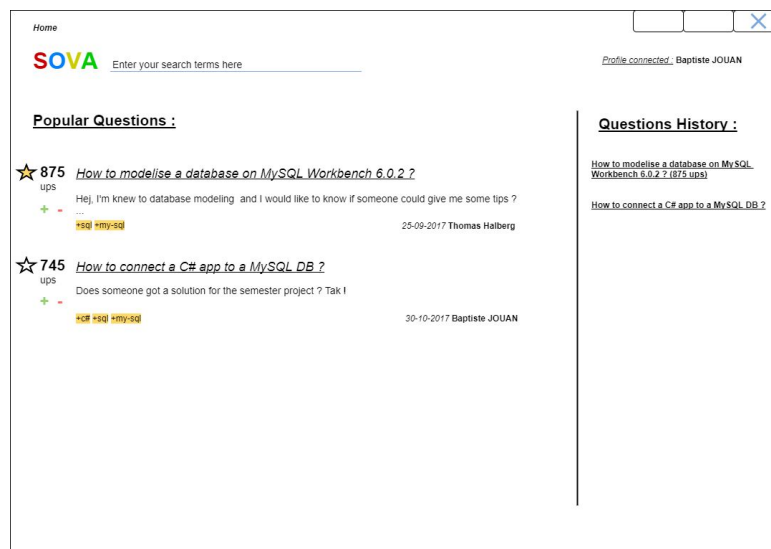 Home
SOVA
Enter your search terms here
Profile connected : Baptiste JOUAN
Popular Questions :
875
ups
+ -
How to modelise a database on MySQL Workbench 6.0.2 ?
Hej, I'm knew to database modeling and I would like to know if someone could give me some tips ?
...
+sql +my-sql
25-09-2017 Thomas Halberg
745
ups
+ -
How to connect a C# app to a MySQL DB ?
Does someone got a solution for the semester project ? Tak !
+c# +sql +my-sql
30-10-2017 Baptiste JOUAN
Questions History :
How to modelise a database on MySQL
Workbench 6.0.2 ? (875 ups)
How to connect a C# app to a MySQL DB ?